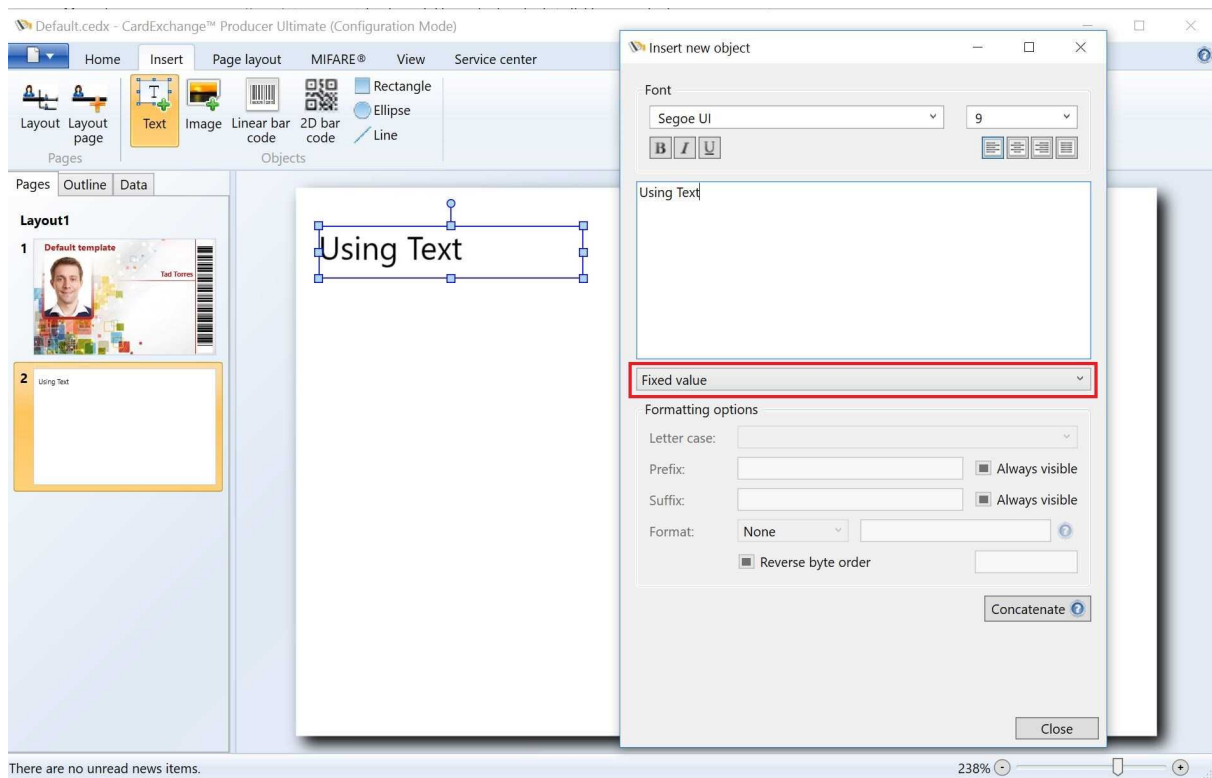 Default.cedx - CardExchange™ Producer Ultimate (Configuration Mode)
Home Insert Page layout MIFARE® View Service center
Layout
Layout page
Text
Image
Linear bar code
2D bar code
Rectangle
Ellipse
Line
Pages
Objects
Pages Outline Data
Layout1
1
Default template
Tad Torres
2
Using Text
Using Text
Insert new object
Font
Segoe UI 9
B I U
Using Text
Fixed value
Formatting options
Letter case:
Prefix: Always visible
Suffix: Always visible
Format: None
Reverse byte order
Concatenate
Close
There are no unread news items.
238%